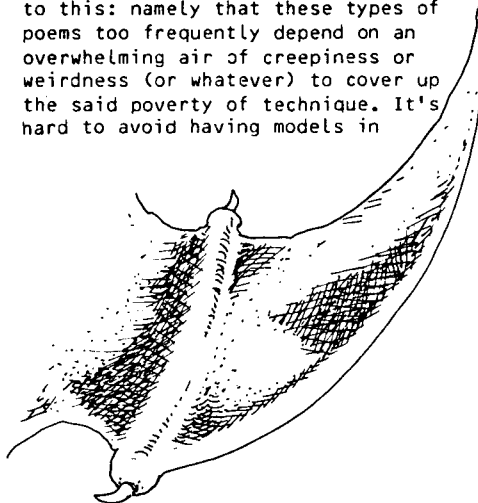 to this: namely that these types of
poems too frequently depend on an
overwhelming air of creepiness or
weirdness (or whatever) to cover up
the said poverty of technique. It's
hard to avoid having models in